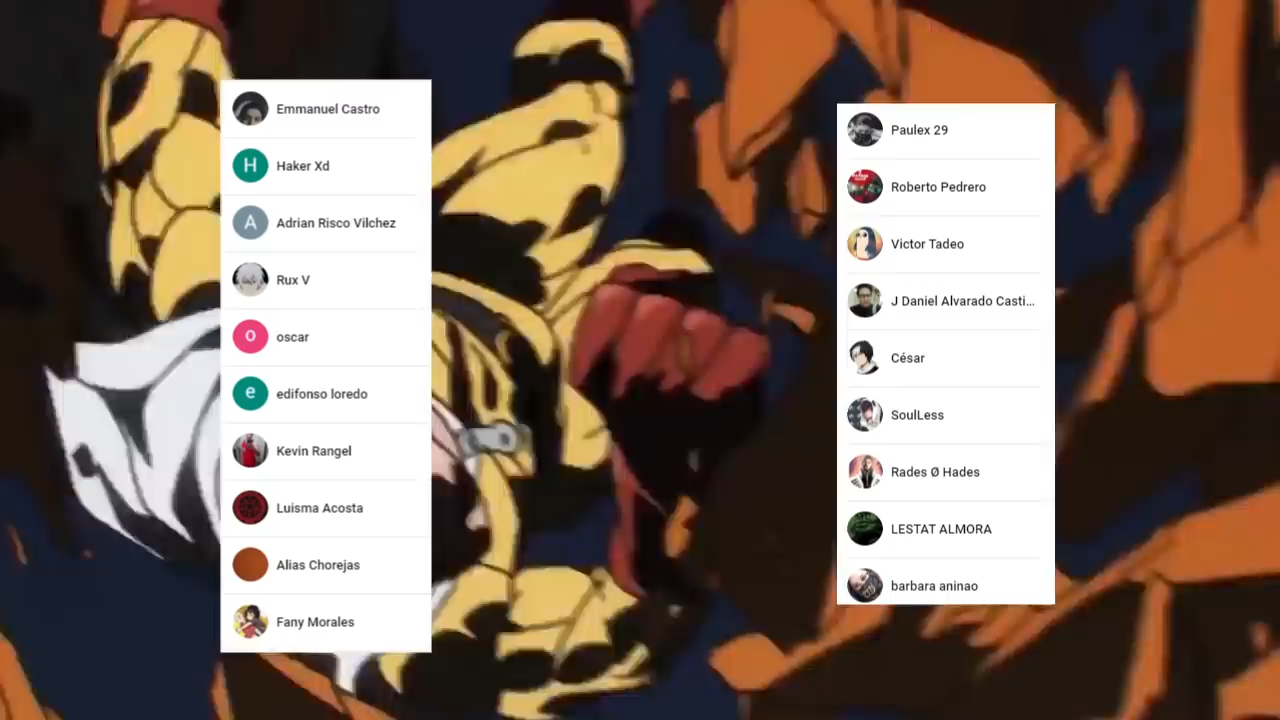 Emmanuel Castro
H
Haker Xd
A
Adrian Risco Vilchez
Rux V
o
oscar
e
edifonso loredo
Kevin Rangel
Luisma Acosta
Alias Chorejas
Fany Morales
Paulex 29
Roberto Pedrero
Victor Tadeo
J Daniel Alvarado Casti...
César
SoulLess
Rades Ø Hades
LESTAT ALMORA
barbara aninao